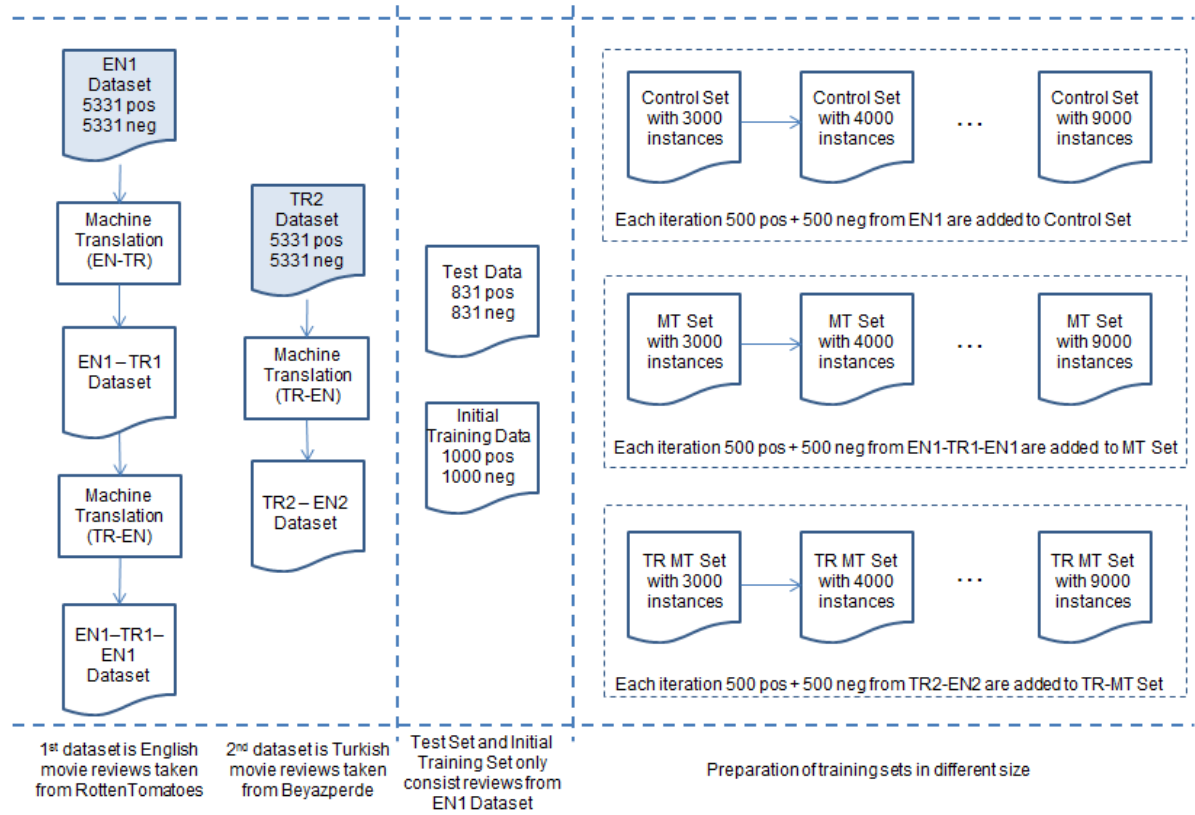 EN1
Dataset
5331 pos
5331 neg
Machine
Translation
(EN-TR)
EN1–TR1
Dataset
Machine
Translation
(TR-EN)
EN1–TR1–
EN1
Dataset
1st dataset is English
movie reviews taken
from RottenTomatoes
TR2
Dataset
5331 pos
5331 neg
Machine
Translation
(TR-EN)
TR2–EN2
Dataset
2nd dataset is Turkish
movie reviews taken
from Beyazperde
Test Data
831 pos
831 neg
Initial
Training Data
1000 pos
1000 neg
Test Set and Initial
Training Set only
consist reviews from
EN1 Dataset
Control Set
with 3000
instances
Control Set
with 4000
instances
...
Control Set
with 9000
instances
Each iteration 500 pos + 500 neg from EN1 are added to Control Set
MT Set
with 3000
instances
MT Set
with 4000
instances
...
MT Set
with 9000
instances
Each iteration 500 pos + 500 neg from EN1-TR1-EN1 are added to MT Set
TR MT Set
with 3000
instances
TR MT Set
with 4000
instances
...
TR MT Set
with 9000
instances
Each iteration 500 pos + 500 neg from TR2-EN2 are added to TR-MT Set
Preparation of training sets in different size